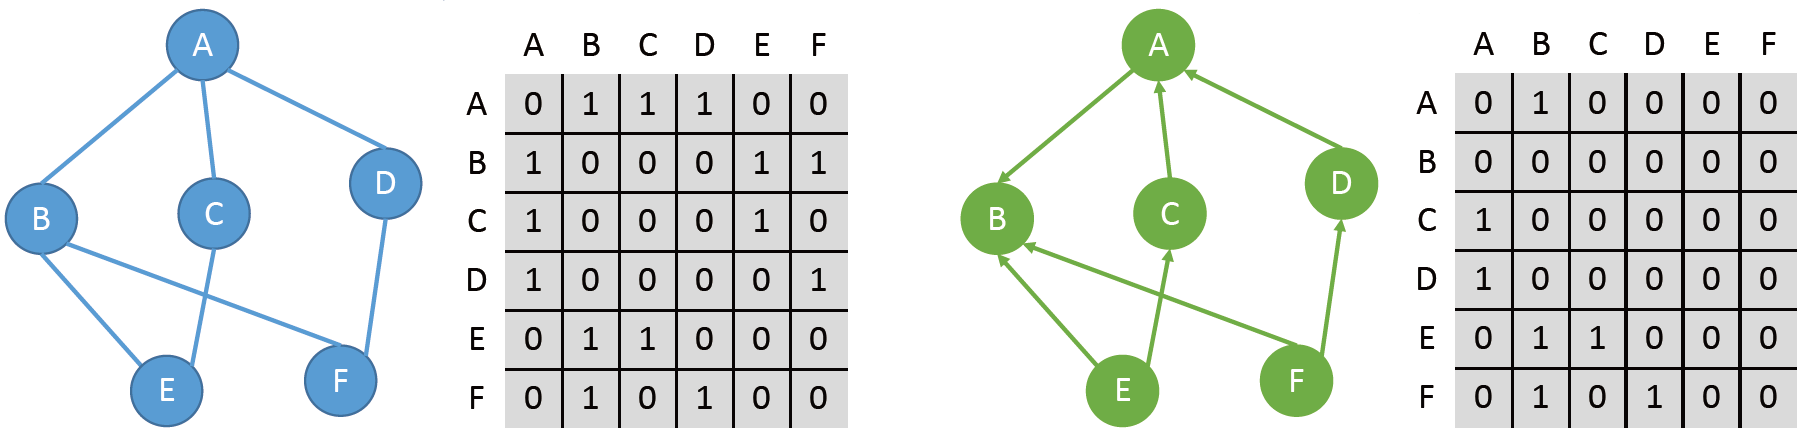 A
B
C
D
E
F
A B C D E F
A 0 1 1 1 0 0
B 1 0 0 0 1 1
C 1 0 0 0 1 0
D 1 0 0 0 0 1
E 0 1 1 0 0 0
F 0 1 0 1 0 0
A
B
C
D
E
F
A B C D E F
A 0 1 0 0 0 0
B 0 0 0 0 0 0
C 1 0 0 0 0 0
D 1 0 0 0 0 0
E 0 1 1 0 0 0
F 0 1 0 1 0 0